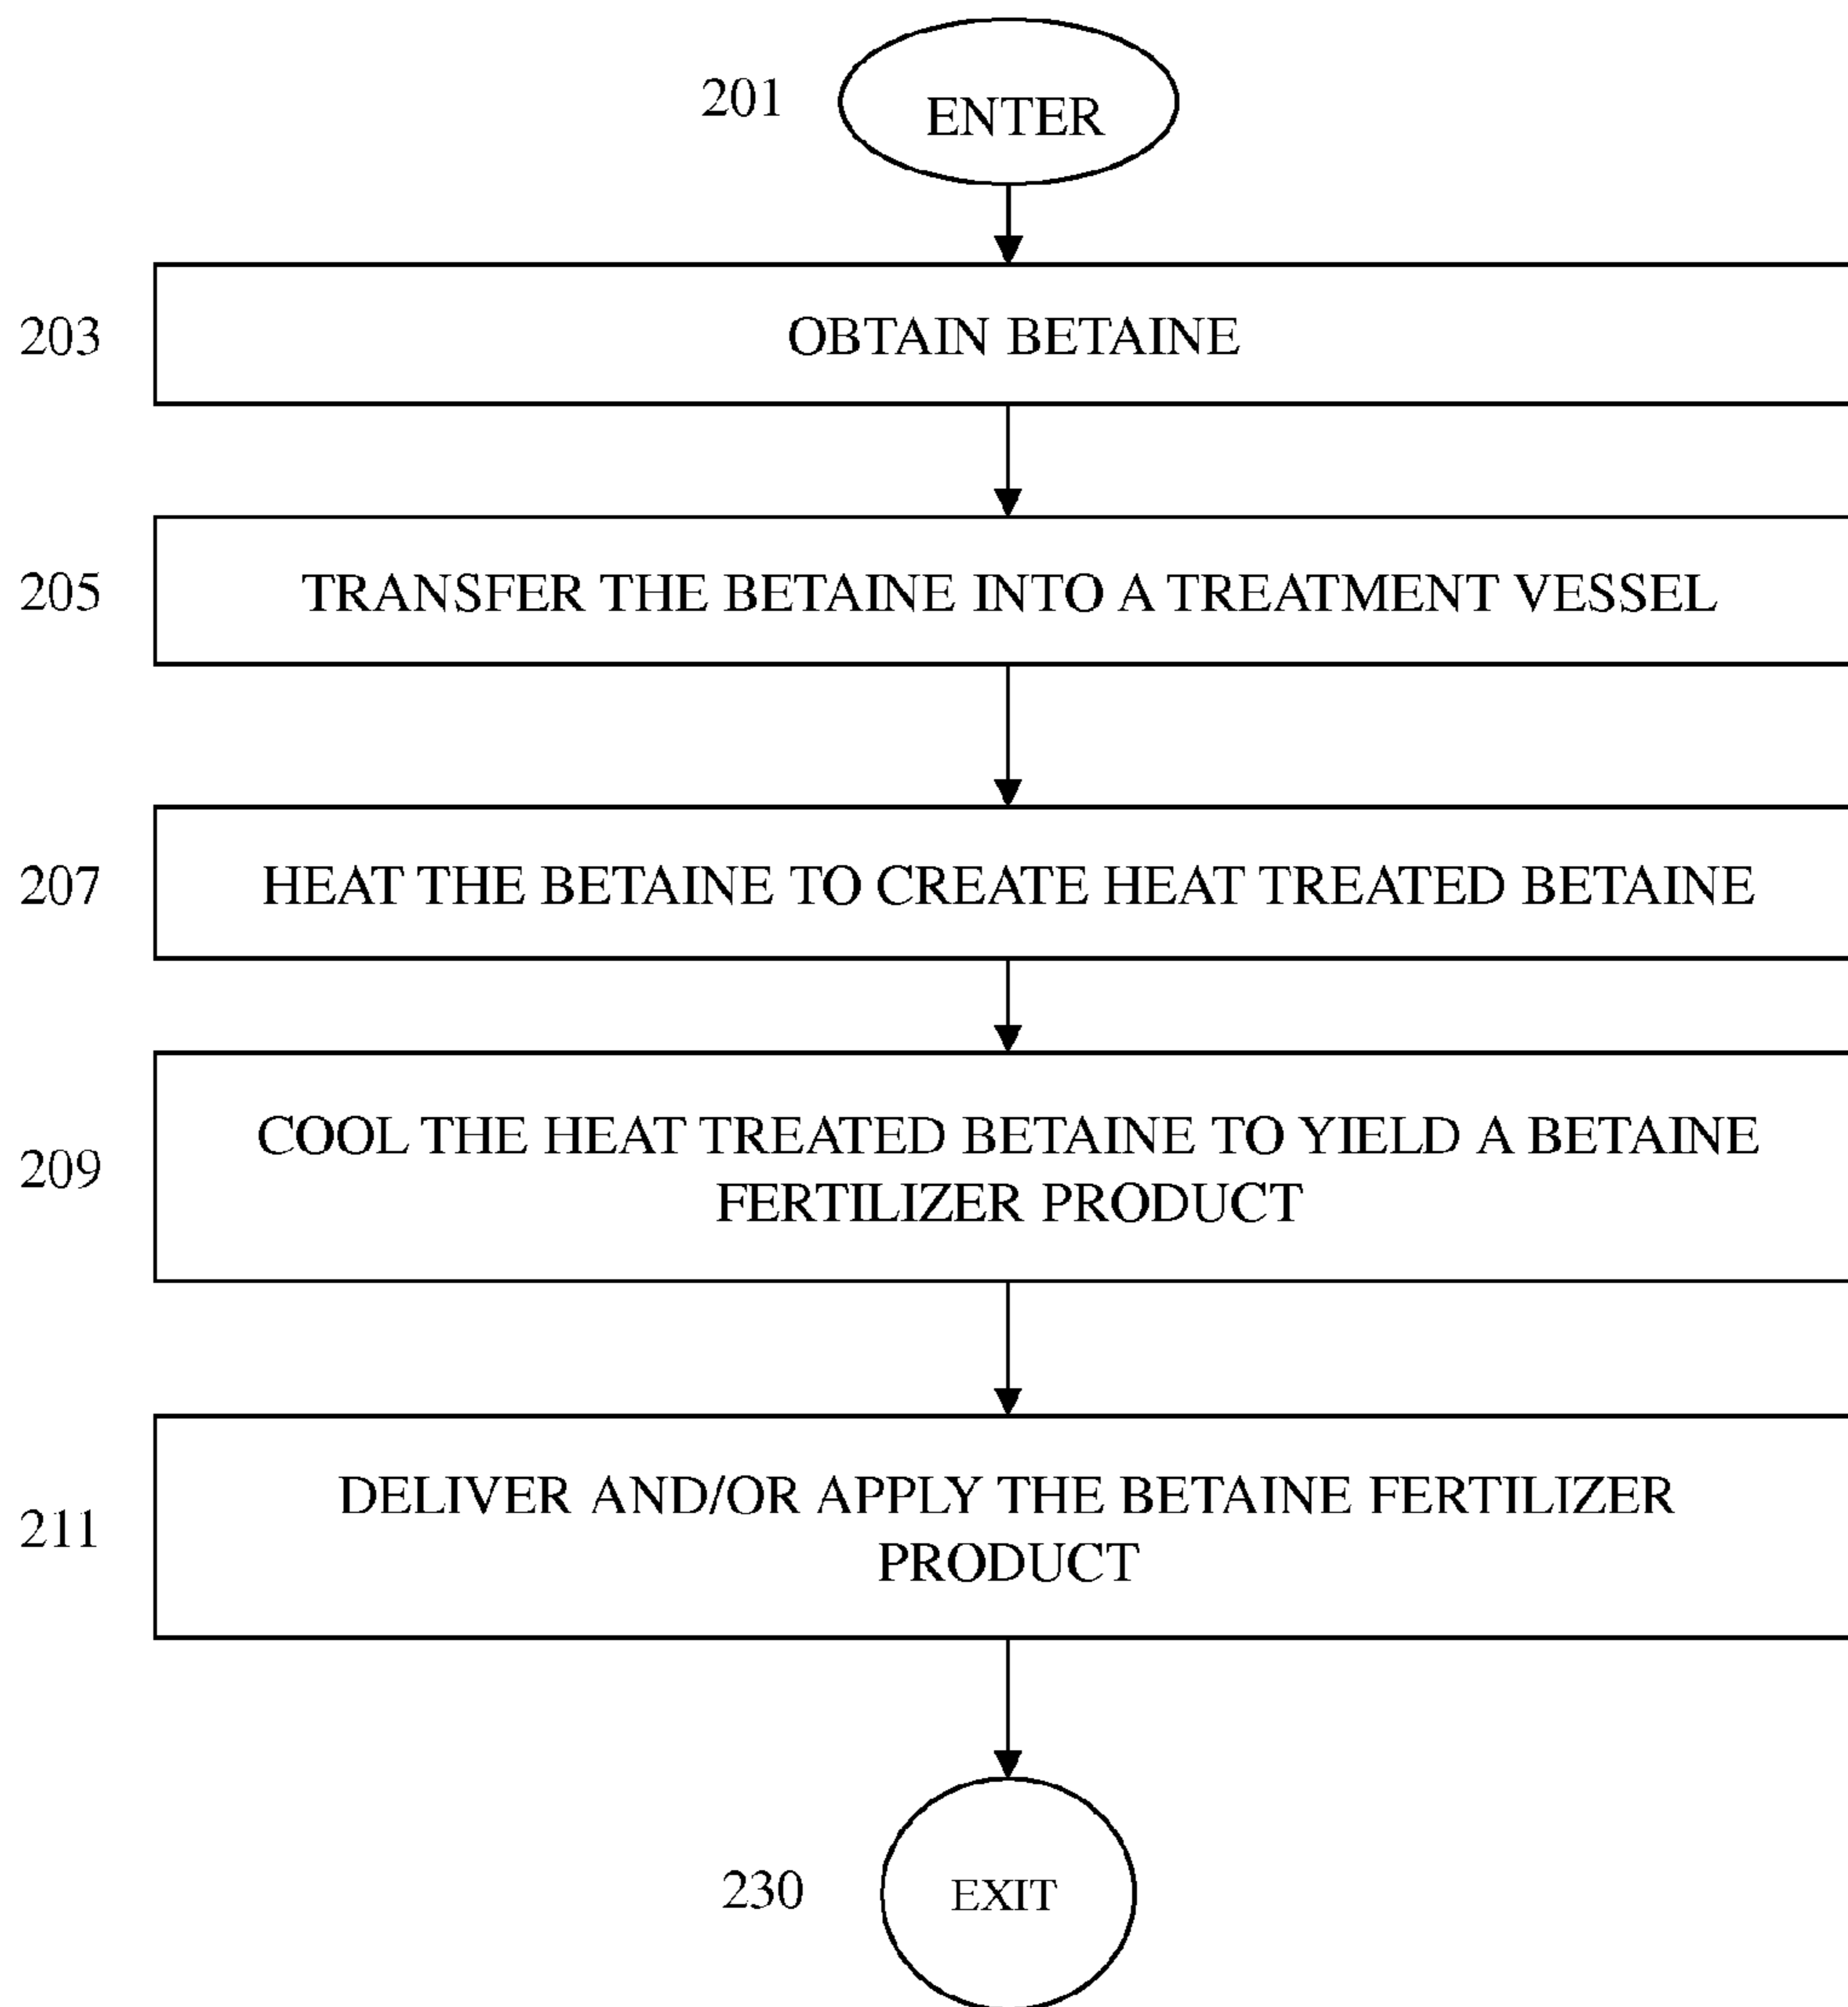 201
ENTER
203
OBTAIN BETAINE
205
TRANSFER THE BETAINE INTO A TREATMENT VESSEL
207
HEAT THE BETAINE TO CREATE HEAT TREATED BETAINE
209
COOL THE HEAT TREATED BETAINE TO YIELD A BETAINE
FERTILIZER PRODUCT
211
DELIVER AND/OR APPLY THE BETAINE FERTILIZER
PRODUCT
230
EXIT